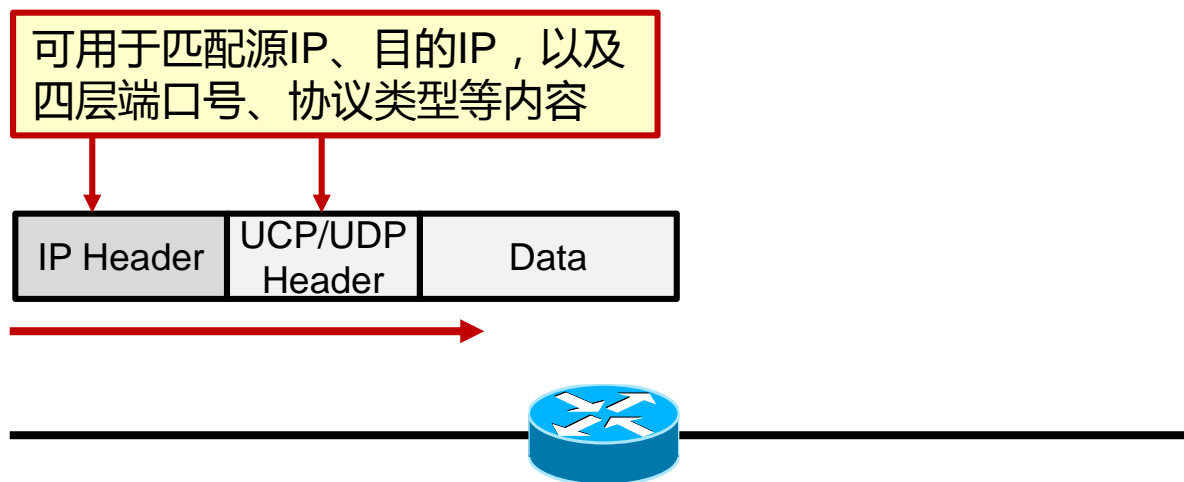 可用于匹配源IP、目的IP，以及
四层端口号、协议类型等内容
IP Header
UCP/UDP
Header
Data